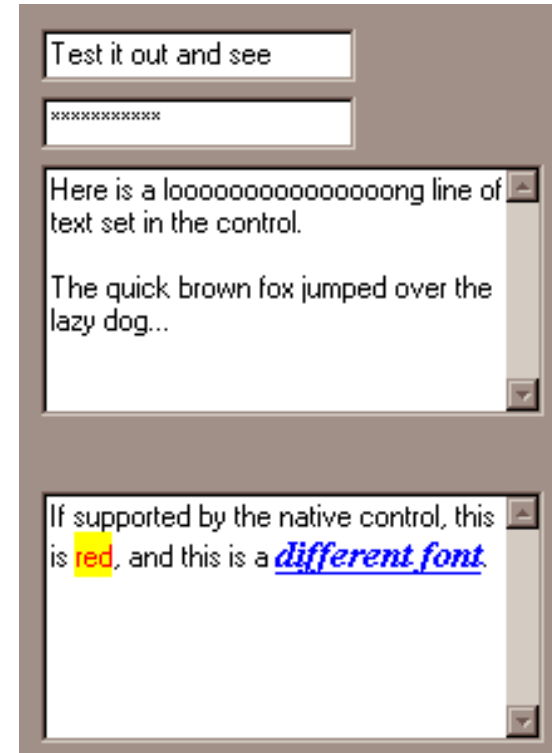 Test it out and see
***********
Here is a looooooooooooooong line of
text set in the control.
The quick brown fox jumped over the
lazy dog...
If supported by the native control, this
is red, and this is a different font.